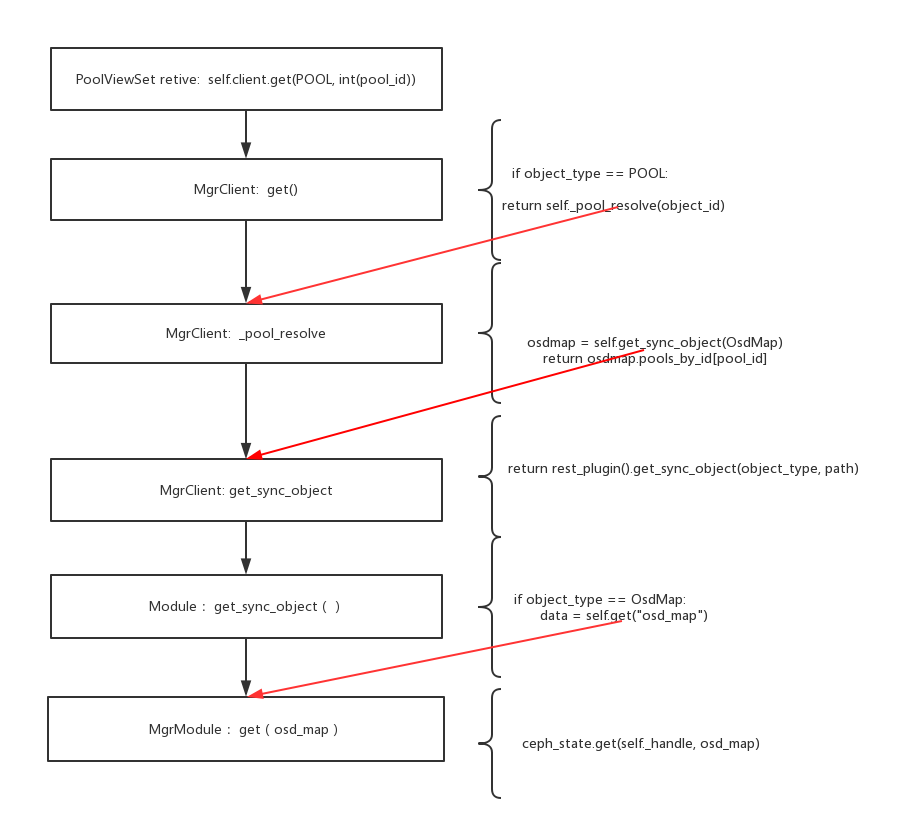 PoolViewSet retive: self.client.get(POOL, int(pool_id))
MgrClient: get()
if object_type == POOL:
return self._pool_resolve(object_id)
MgrClient: _pool_resolve
osdmap = self.get_sync_object(OsdMap)
return osdmap.pools_by_id[pool_id]
MgrClient: get_sync_object
return rest_plugin().get_sync_object(object_type, path)
Module : get_sync_object ( )
if object_type == OsdMap:
data = self.get("osd_map")
MgrModule : get ( osd_map )
ceph_state.get(self._handle, osd_map)